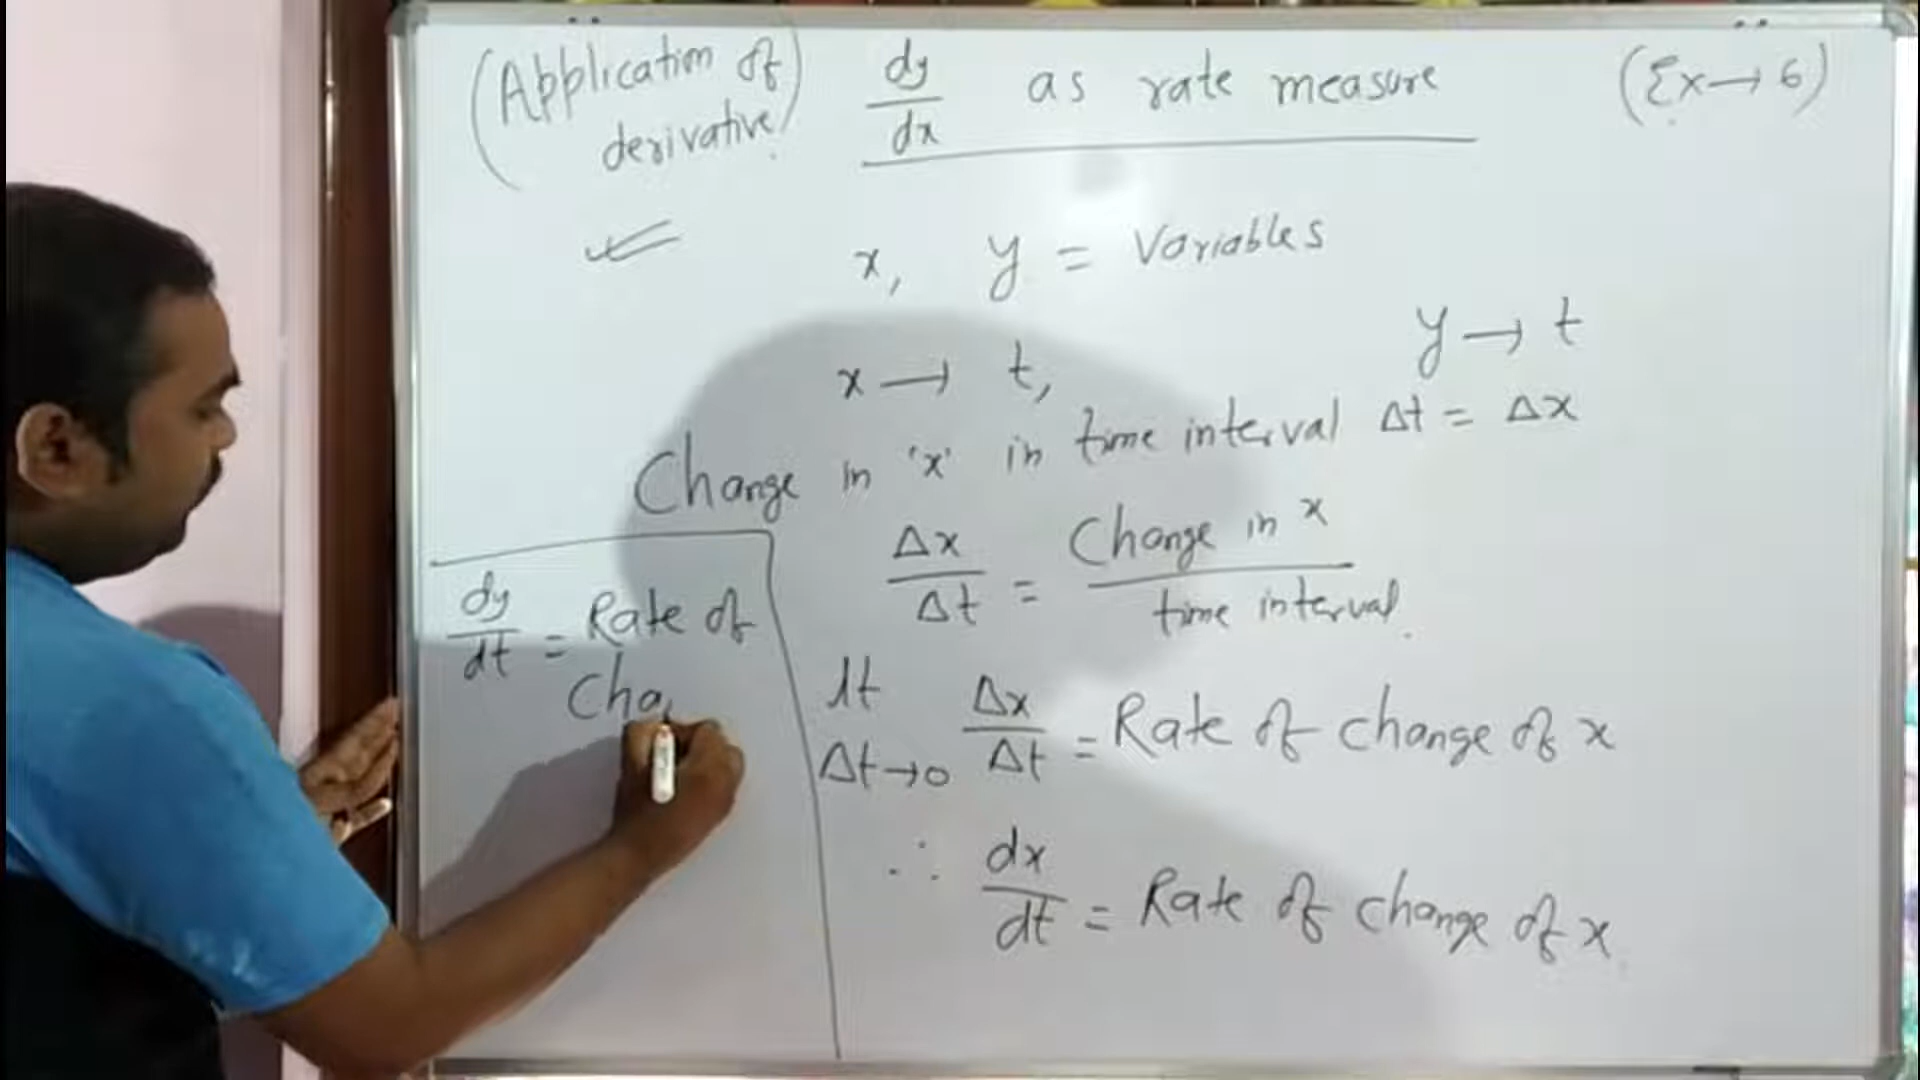 (Application of derivative) dy/dx as rate measure (Ex → 6)
x, y = Variables
x → t, y → t
Change in 'x' in time interval Δt = Δx
Δx/Δt = Change in x / time interval.
lt Δt→0 Δx/Δt = Rate of change of x
∴ dx/dt = Rate of change of x
dy/dt = Rate of
Cha